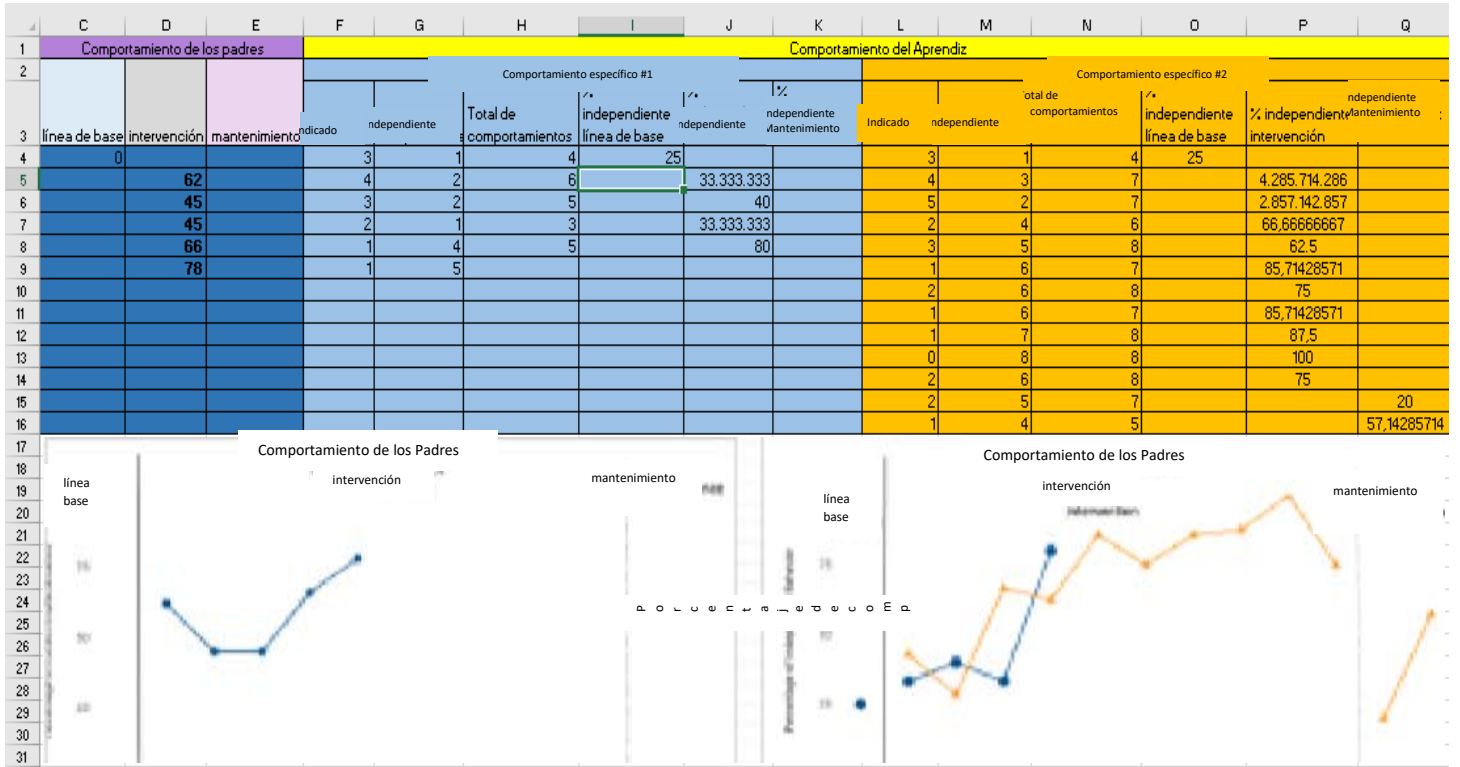 C D E F G H I J K L M N O P Q
1 Comportamiento de los padres Comportamiento del Aprendiz
2 Comportamiento específico #1 Comportamiento específico #2
3 línea de base intervención mantenimiento ndicado ndependiente Total de comportamientos % independiente línea de base % ndependiente % ndependiente Mantenimiento Indicado ndependiente otal de comportamientos % independiente línea de base % independiente intervención ndependiente Mantenimiento :
4 0 3 1 4 25 3 1 4 25
5 62 4 2 6 33.333.333 4 3 7 4.285.714.286
6 45 3 2 5 40 5 2 7 2.857.142.857
7 45 2 1 3 33.333.333 2 4 6 66,66666667
8 66 1 4 5 80 3 5 8 62.5
9 78 1 5 1 6 7 85,71428571
10 2 6 8 75
11 1 6 7 85,71428571
12 1 7 8 87,5
13 0 8 8 100
14 2 6 8 75
15 2 5 7 20
16 1 4 5 57,14285714
17
18
19
20
21
22
23
24
25
26
27
28
29
30
31
Comportamiento de los Padres
línea
base
intervención
mantenimiento
Porcentajedecomp
Comportamiento de los Padres
línea
base
intervención
intervention
mantenimiento